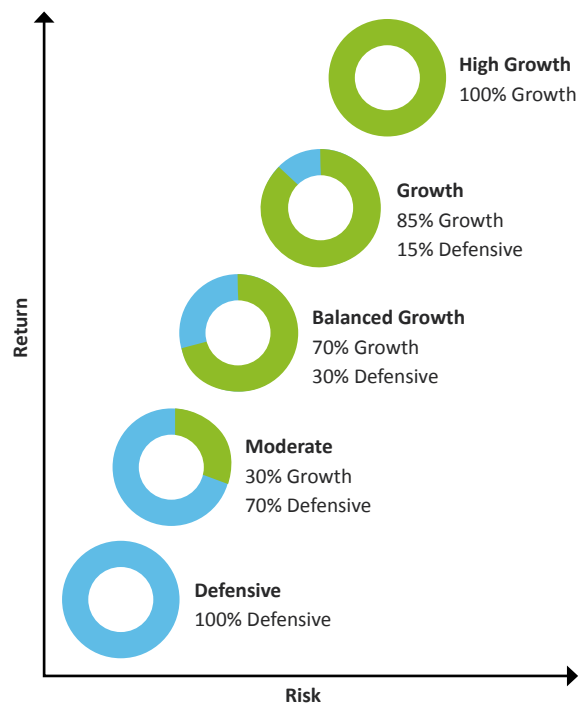 High Growth
100% Growth
Growth
85% Growth
15% Defensive
Balanced Growth
70% Growth
30% Defensive
Moderate
30% Growth
70% Defensive
Defensive
100% Defensive
Return
Risk